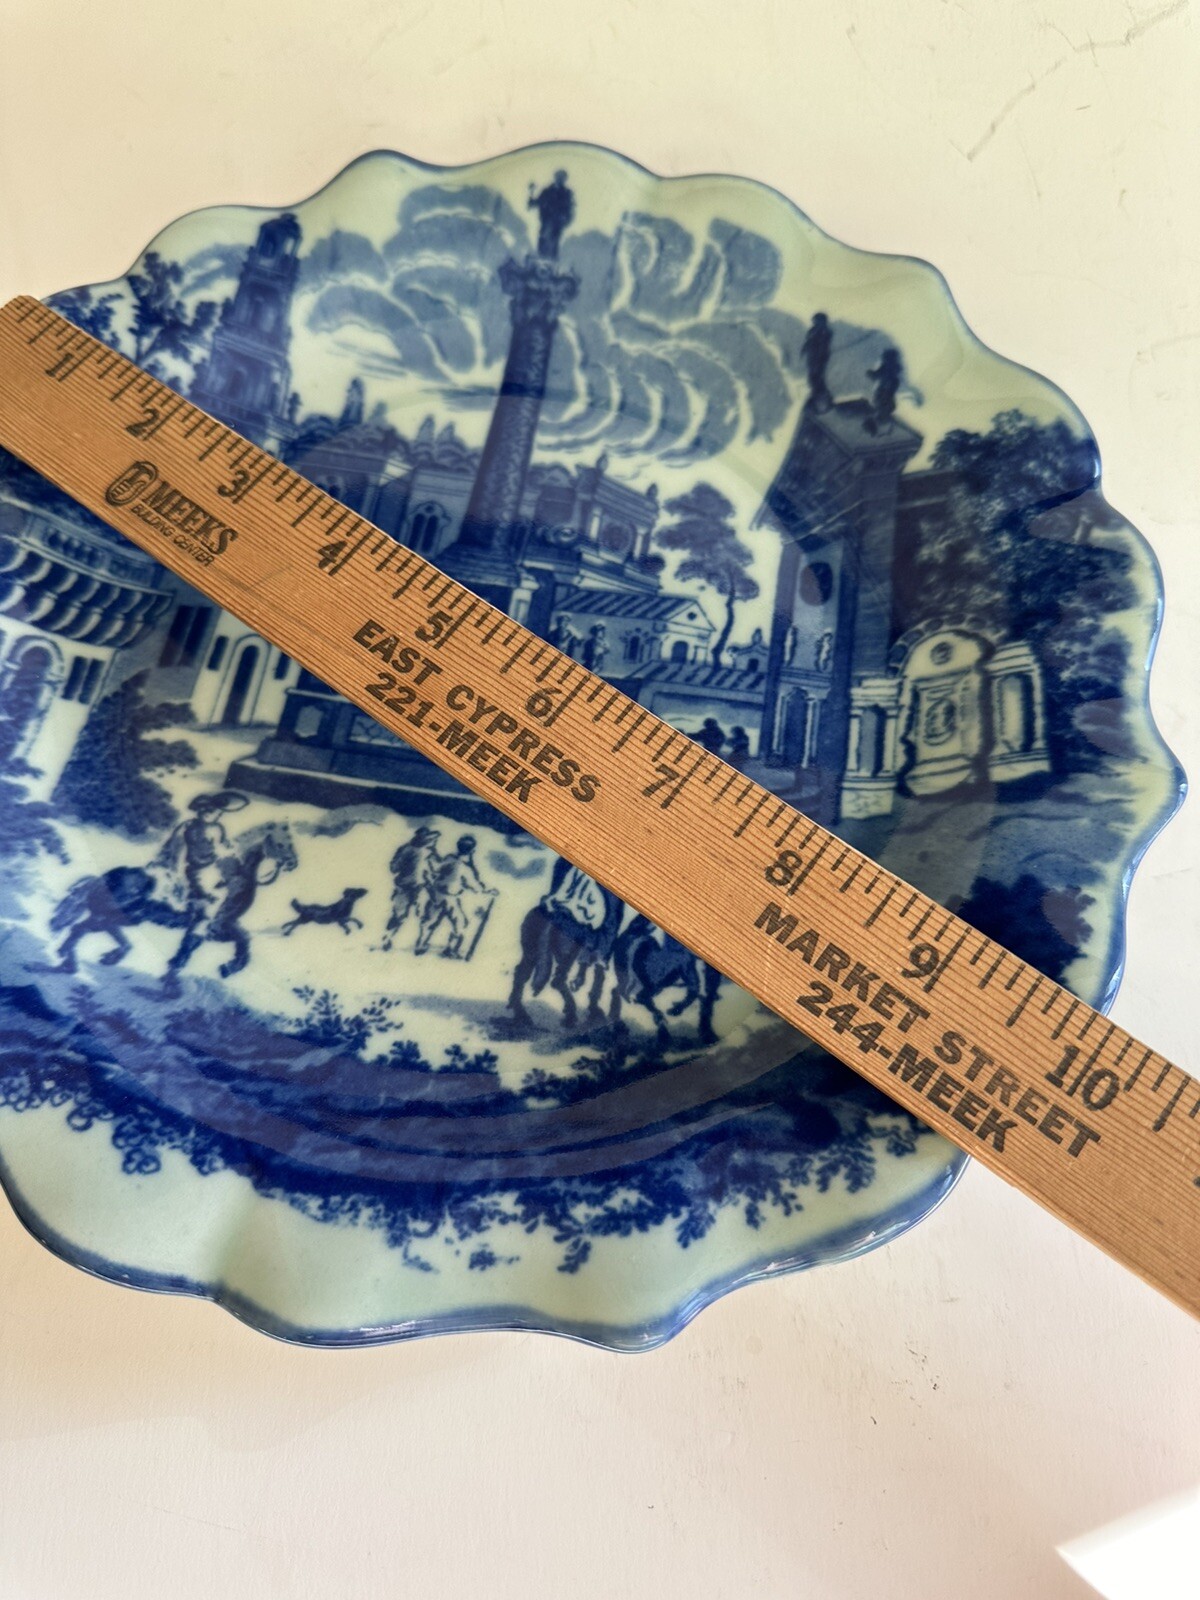 1 2 3 4 5 6 7 8 9 10
MEEKS
BUILDING CENTER
EAST CYPRESS
221-MEEK
MARKET STREET
244-MEEK